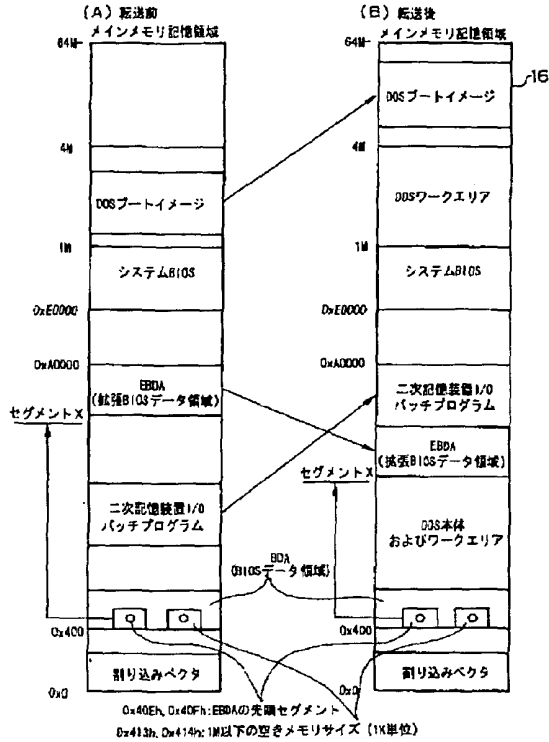 (A) 転送前
メインメモリ記憶領域
64M
4M
DOSブートイメージ
1M
システムBIOS
0xE0000
0xA0000
EBDA
(拡張BIOSデータ領域)
セグメントX
二次記憶装置I/O
パッチプログラム
BDA
(BIOSデータ領域)
0x400
割り込みベクタ
0x0
(B) 転送後
メインメモリ記憶領域
64M
16
DOSブートイメージ
4M
DOSワークエリア
1M
システムBIOS
0xE0000
0xA0000
二次記憶装置I/O
パッチプログラム
EBDA
(拡張BIOSデータ領域)
セグメントX
DOS本体
およびワークエリア
0x400
割り込みベクタ
0x0
0x40Eh, 0x40Fh:EBDAの先頭セグメント
0x413h, 0x414h:1M以下の空きメモリサイズ (1K単位)